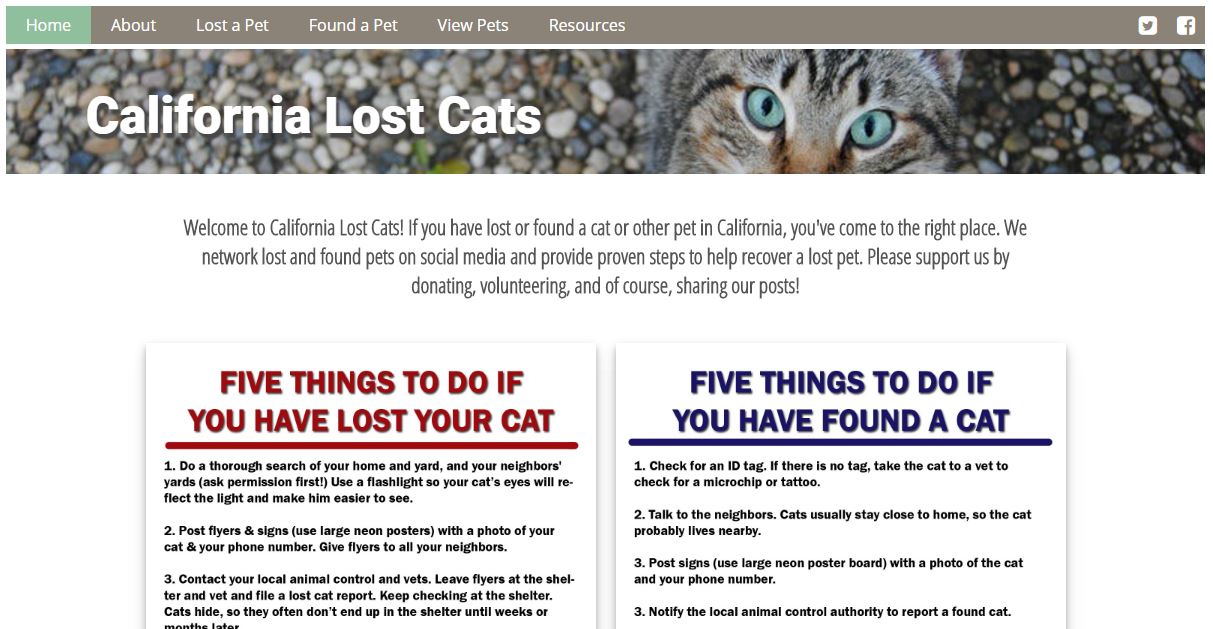 Home About Lost a Pet Found a Pet View Pets Resources
California Lost Cats
Welcome to California Lost Cats! If you have lost or found a cat or other pet in California, you've come to the right place. We
network lost and found pets on social media and provide proven steps to help recover a lost pet. Please support us by
donating, volunteering, and of course, sharing our posts!
FIVE THINGS TO DO IF
YOU HAVE LOST YOUR CAT
1. Do a thorough search of your home and yard, and your neighbors'
yards (ask permission first!) Use a flashlight so your cat's eyes will re-
flect the light and make him easier to see.
2. Post flyers & signs (use large neon posters) with a photo of your
cat & your phone number. Give flyers to all your neighbors.
3. Contact your local animal control and vets. Leave flyers at the shel-
ter and vet and file a lost cat report. Keep checking at the shelter.
Cats hide, so they often don't end up in the shelter until weeks or
months later
FIVE THINGS TO DO IF
YOU HAVE FOUND A CAT
1. Check for an ID tag. If there is no tag, take the cat to a vet to
check for a microchip or tattoo.
2. Talk to the neighbors. Cats usually stay close to home, so the cat
probably lives nearby.
3. Post signs (use large neon poster board) with a photo of the cat
and your phone number.
3. Notify the local animal control authority to report a found cat.